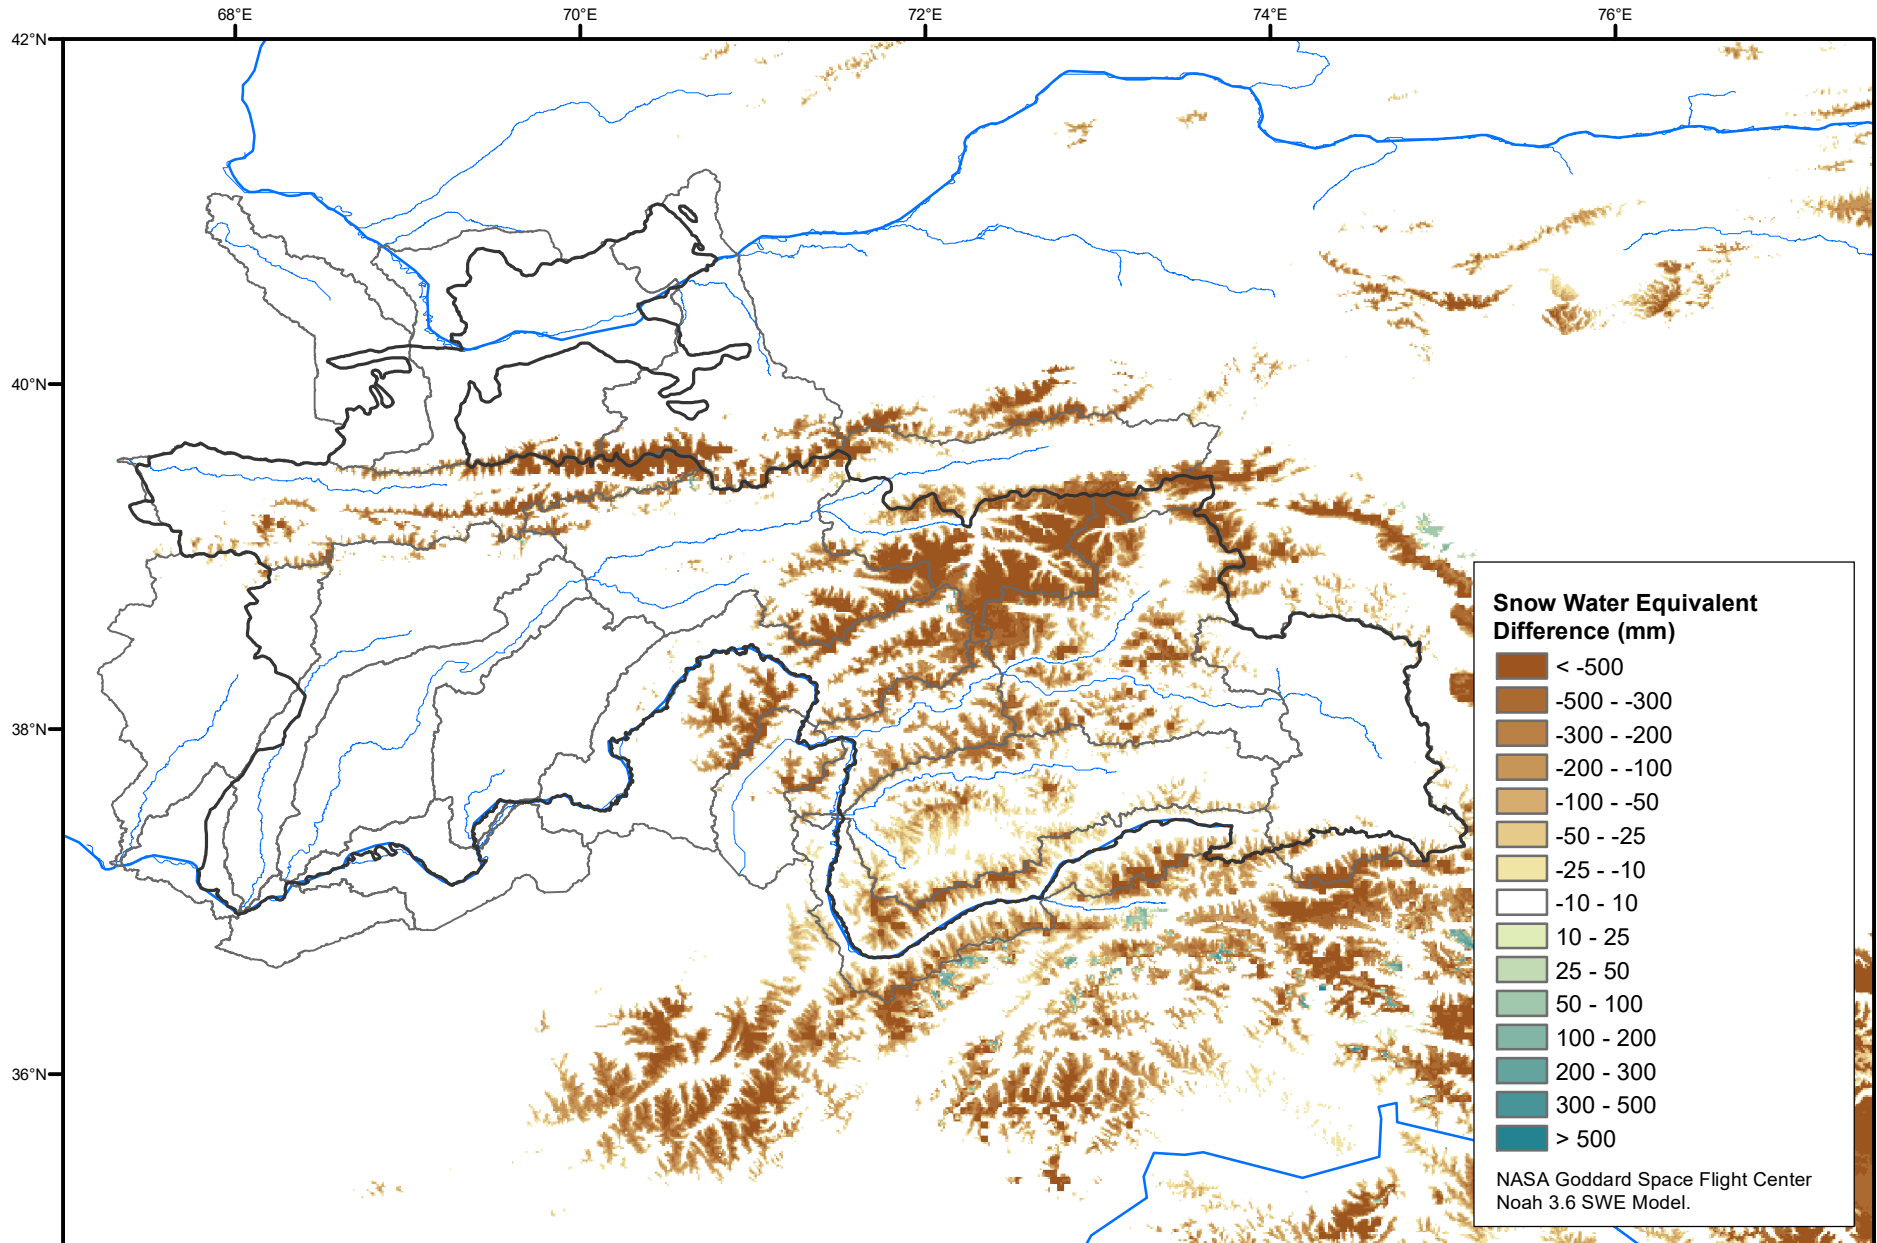 68°E
70°E
72°E
74°E
76°E
42°N
40°N
38°N
36°N
Snow Water Equivalent
Difference (mm)
< -500
-500 - -300
-300 - -200
-200 - -100
-100 - -50
-50 - -25
-25 - -10
-10 - 10
10 - 25
25 - 50
50 - 100
100 - 200
200 - 300
300 - 500
> 500
NASA Goddard Space Flight Center
Noah 3.6 SWE Model.